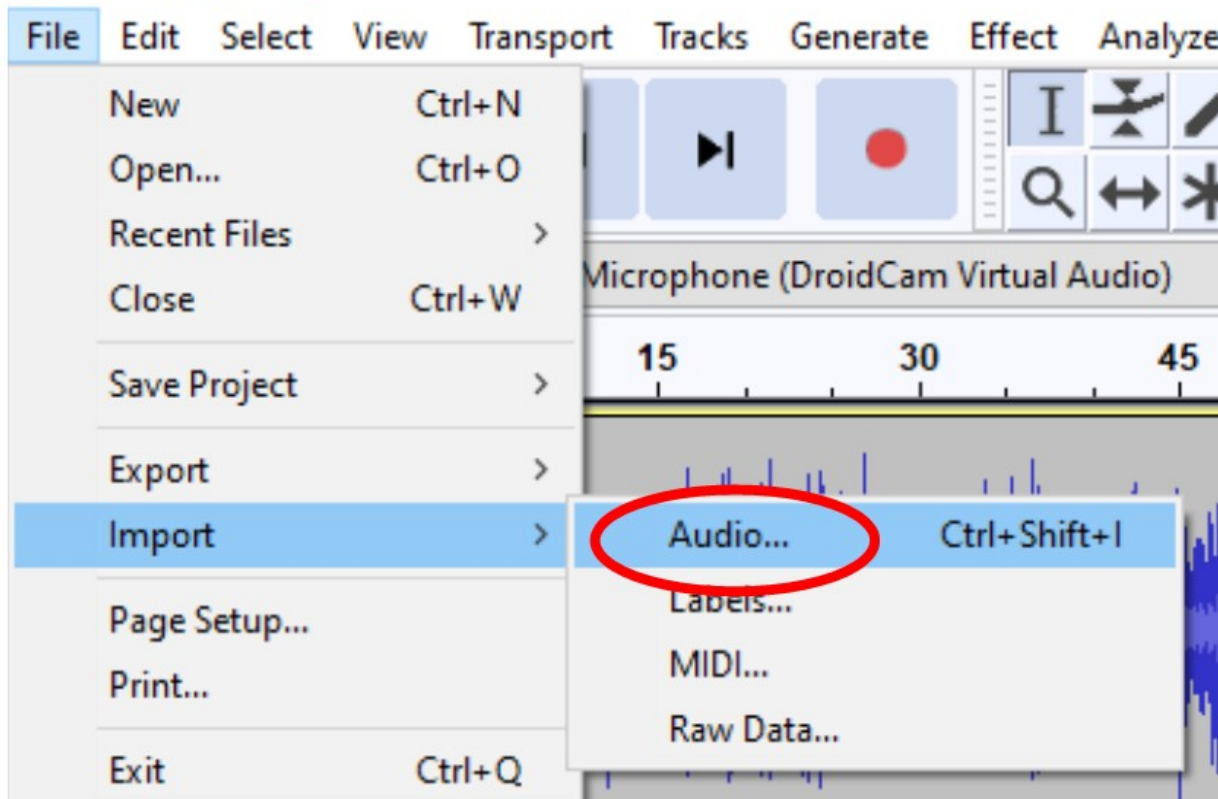 File Edit Select View Transport Tracks Generate Effect Analyze
New Ctrl+N
Open... Ctrl+O
Recent Files >
Close Ctrl+W
Save Project >
Export >
Import >
Page Setup...
Print...
Exit Ctrl+Q
Microphone (DroidCam Virtual Audio)
15 30 45
Audio... Ctrl+Shift+I
Labels...
MIDI...
Raw Data...